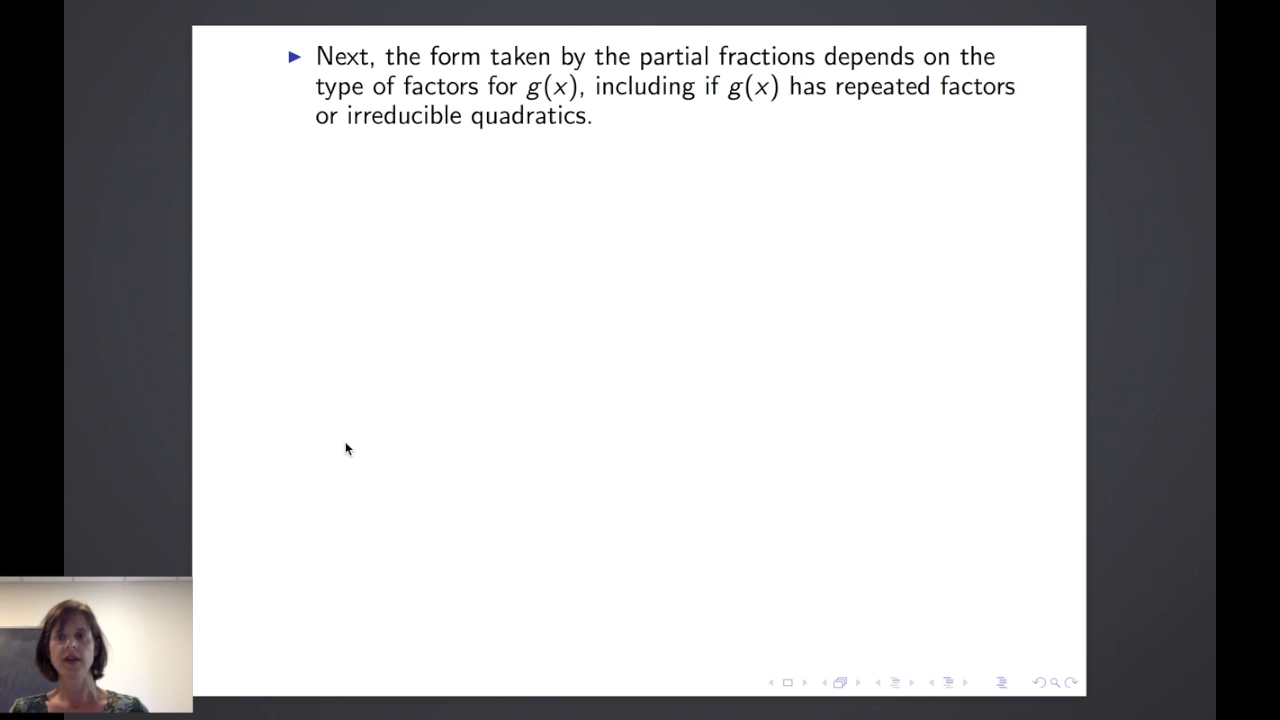 Next, the form taken by the partial fractions depends on the
type of factors for g(x), including if g(x) has repeated factors
or irreducible quadratics.